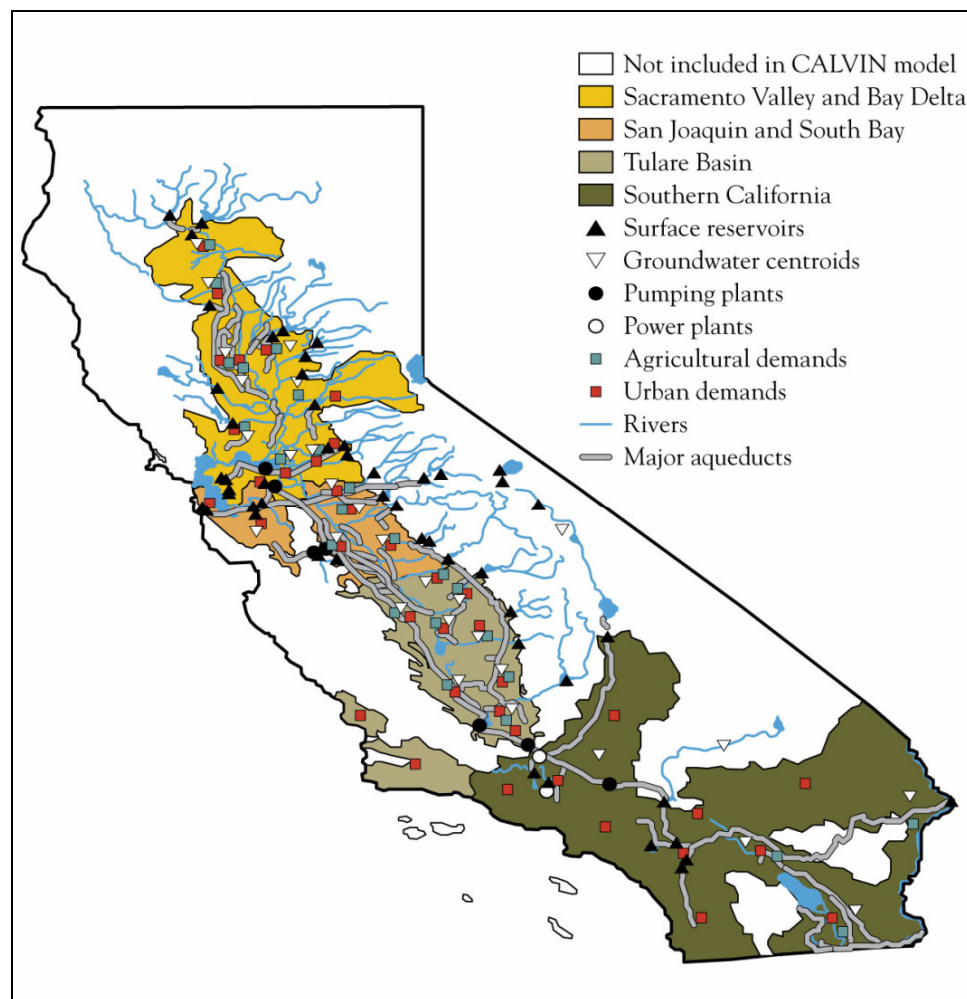 Not included in CALVIN model
Sacramento Valley and Bay Delta
San Joaquin and South Bay
Tulare Basin
Southern California
Surface reservoirs
Groundwater centroids
Pumping plants
Power plants
Agricultural demands
Urban demands
Rivers
Major aqueducts